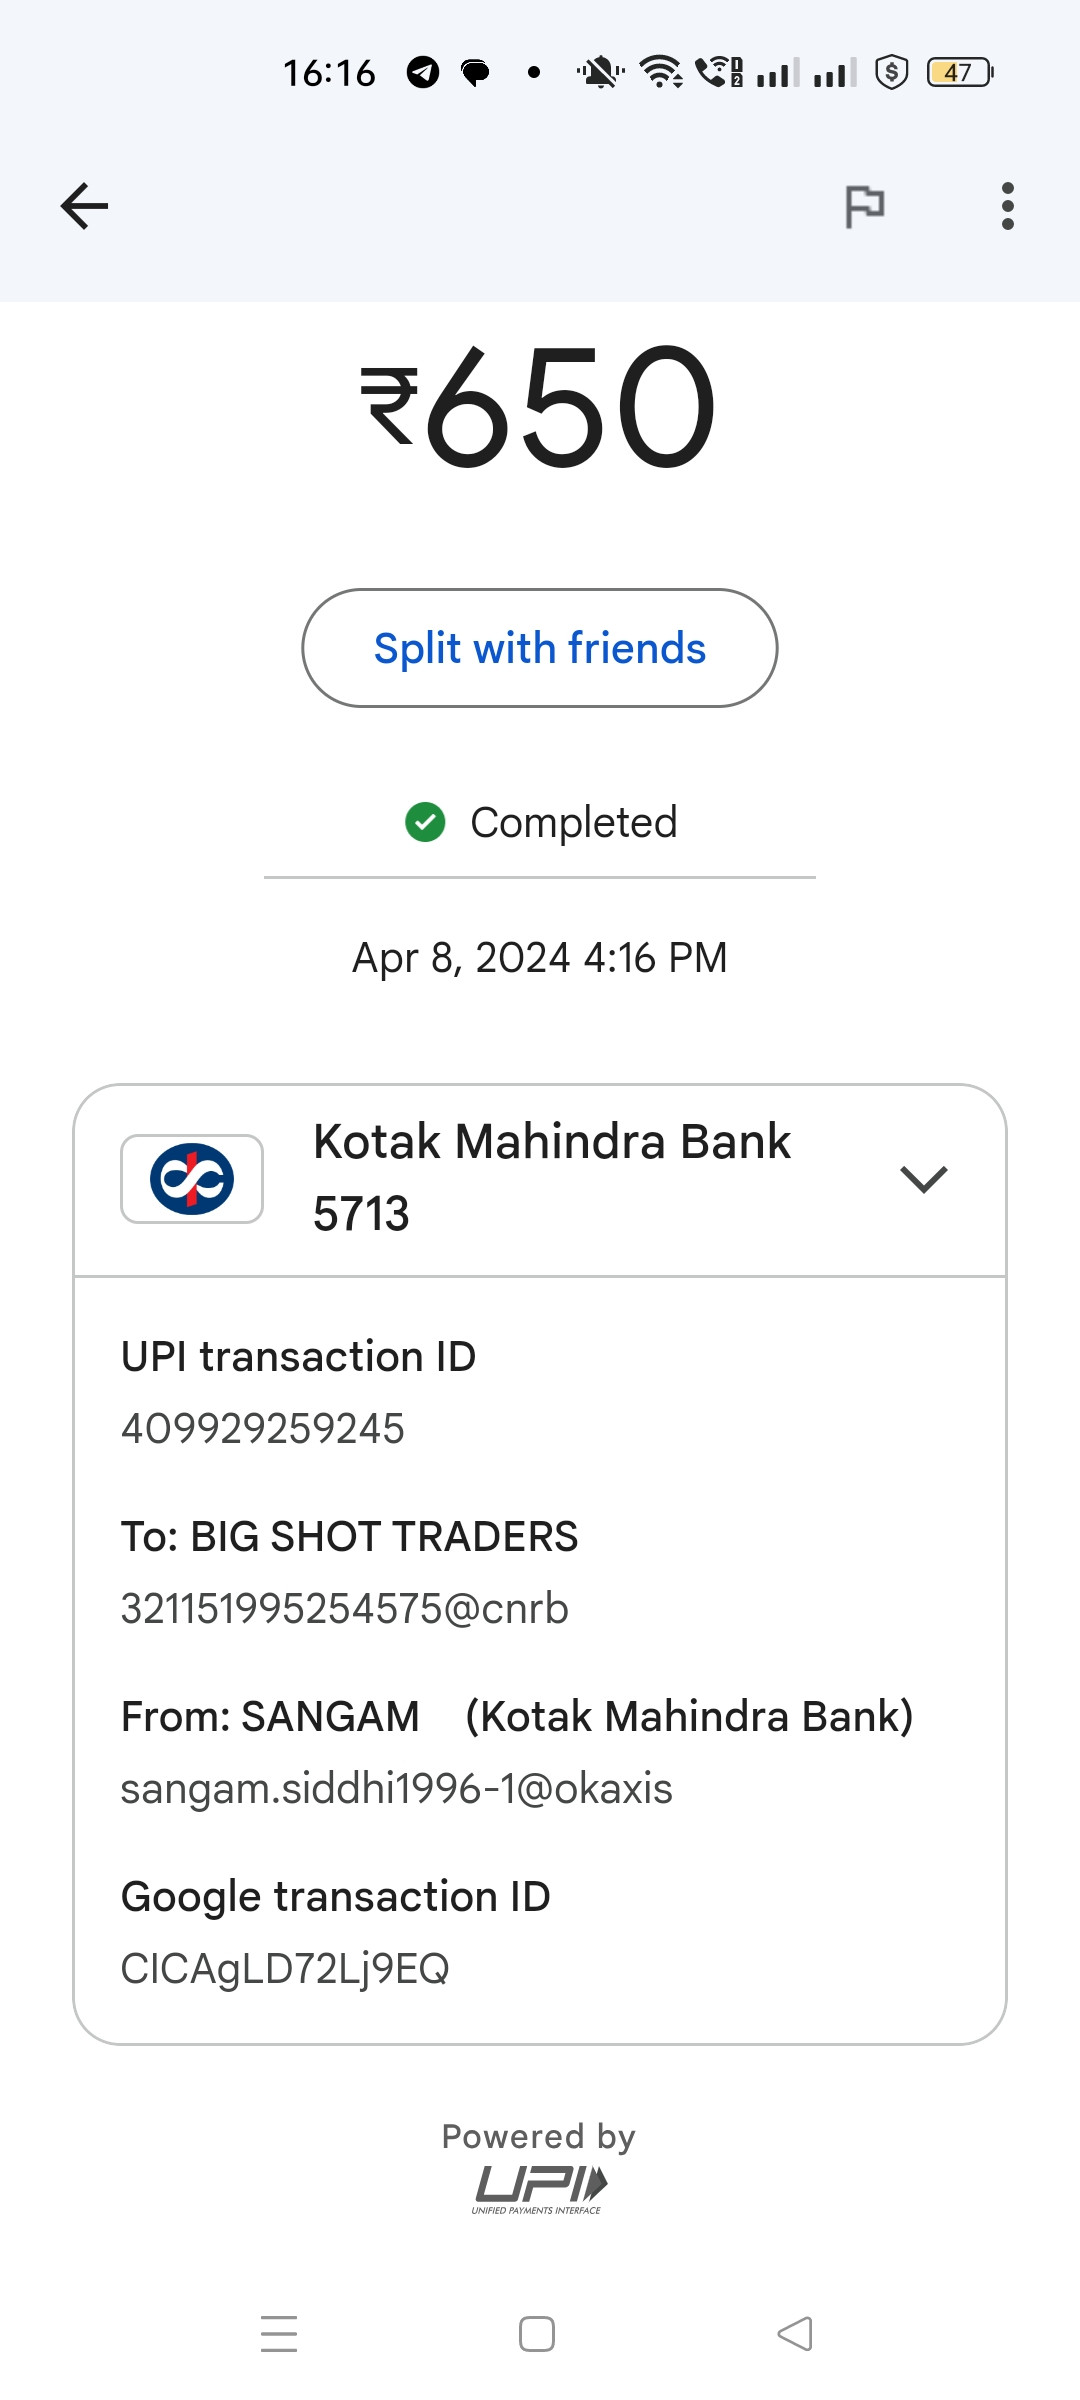 16:16
47
₹650
Split with friends
Completed
Apr 8, 2024 4:16 PM
Kotak Mahindra Bank
5713
UPI transaction ID
409929259245
To: BIG SHOT TRADERS
321151995254575@cnrb
From: SANGAM (Kotak Mahindra Bank)
sangam.siddhi1996-1@okaxis
Google transaction ID
CICAgLD72Lj9EQ
Powered by
UPI
UNIFIED PAYMENTS INTERFACE